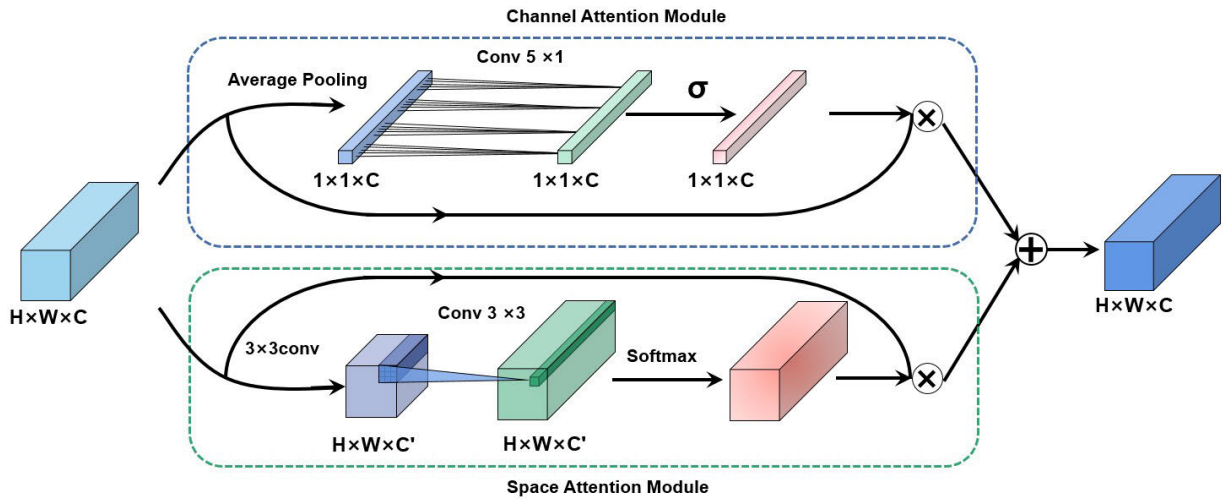 Channel Attention Module
Conv 5 ×1
Average Pooling
σ
1×1×C
1×1×C
1×1×C
H×W×C
H×W×C
3×3conv
Conv 3 ×3
Softmax
H×W×C'
H×W×C'
Space Attention Module